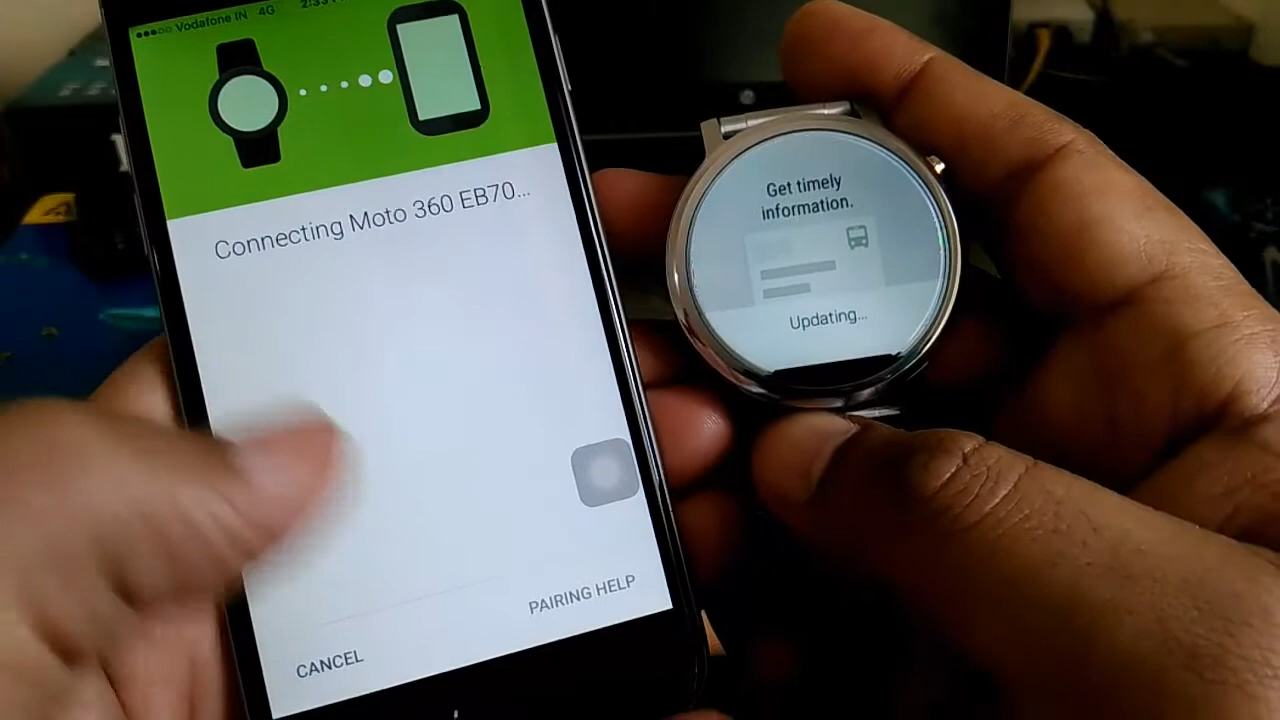 Vodafone IN 4G
Connecting Moto 360 EB70...
CANCEL
PAIRING HELP
Get timely
information.
Updating...